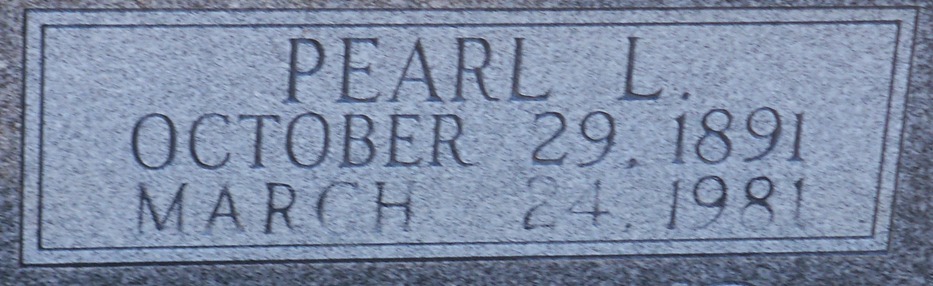 PEARL L.
OCTOBER 29, 1891
MARCH 24, 1981